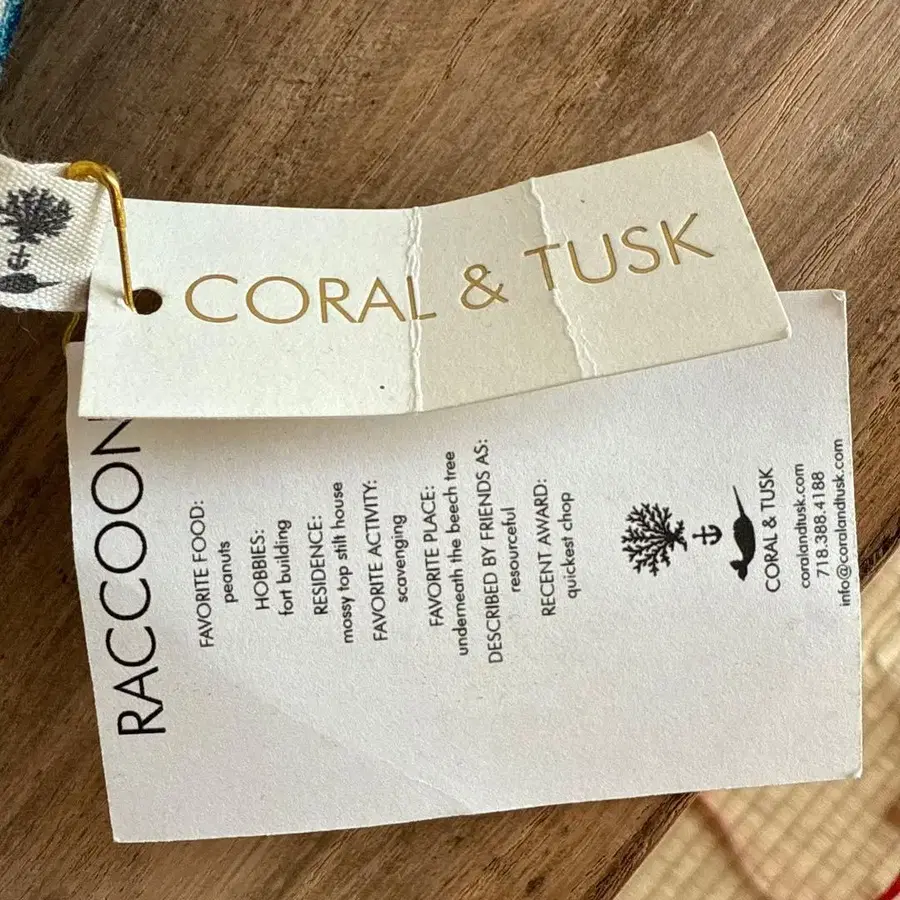 CORAL & TUSK
RACCOON
FAVORITE FOOD:
peanuts
HOBBIES:
fort building
RESIDENCE:
mossy top stilt house
FAVORITE ACTIVITY:
scavenging
FAVORITE PLACE:
underneath the beech tree
DESCRIBED BY FRIENDS AS:
resourceful
RECENT AWARD:
quickest chop
CORAL & TUSK
coralandtusk.com
718.388.4188
info@coralandtusk.com